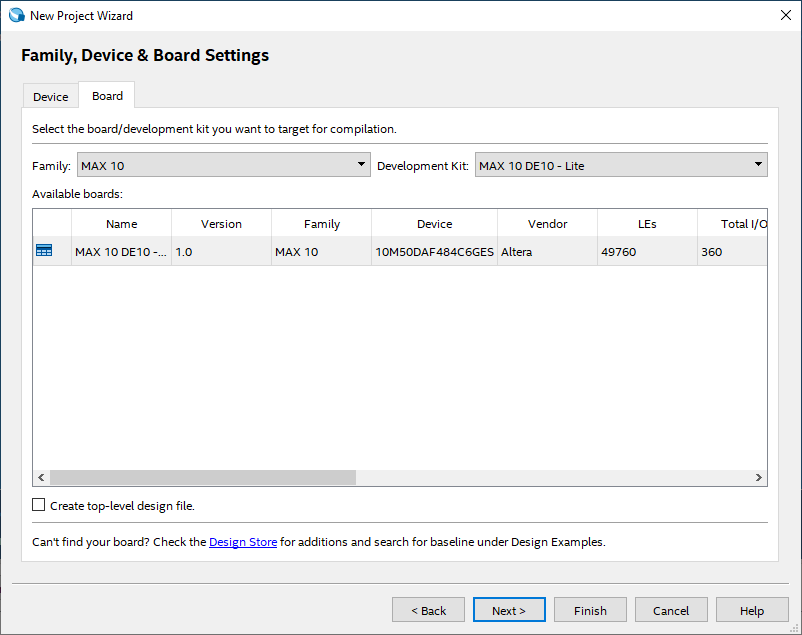 New Project Wizard
Family, Device & Board Settings
Device Board
Select the board/development kit you want to target for compilation.
Family: MAX 10 Development Kit: MAX 10 DE10 - Lite
Available boards:
Name Version Family Device Vendor LEs Total I/O
MAX 10 DE10 -... 1.0 MAX 10 10M50DAF484C6GES Altera 49760 360
Create top-level design file.
Can't find your board? Check the Design Store for additions and search for baseline under Design Examples.
< Back Next > Finish Cancel Help